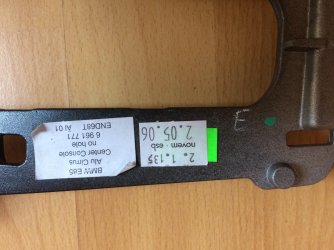 BMW E85
Alu Cirrus
Center Console
no hole
6 961 771
END68T AI 01
2. 1.135
novem - esb
2.05.06
E